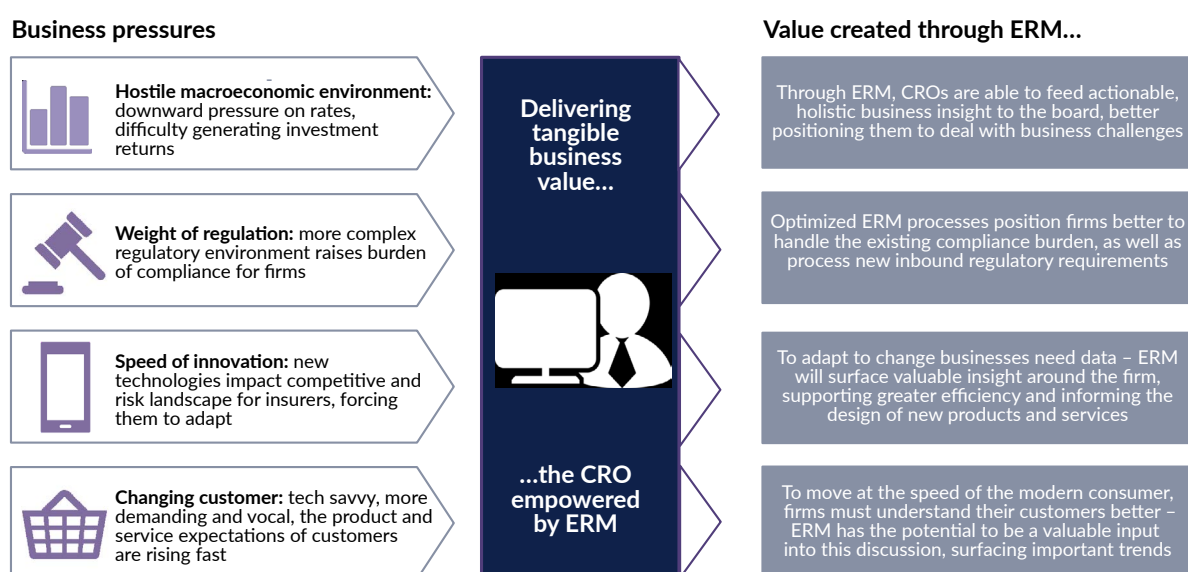 Business pressures
Hostile macroeconomic environment:
downward pressure on rates,
difficulty generating investment
returns
Weight of regulation: more complex
regulatory environment raises burden
of compliance for firms
Speed of innovation: new
technologies impact competitive and
risk landscape for insurers, forcing
them to adapt
Changing customer: tech savvy, more
demanding and vocal, the product and
service expectations of customers
are rising fast
Delivering
tangible
business
value...
...the CRO
empowered
by ERM
Value created through ERM...
Through ERM, CROs are able to feed actionable,
holistic business insight to the board, better
positioning them to deal with business challenges
Optimized ERM processes position firms better to
handle the existing compliance burden, as well as
process new inbound regulatory requirements
To adapt to change businesses need data – ERM
will surface valuable insight around the firm,
supporting greater efficiency and informing the
design of new products and services
To move at the speed of the modern consumer,
firms must understand their customers better –
ERM has the potential to be a valuable input
into this discussion, surfacing important trends